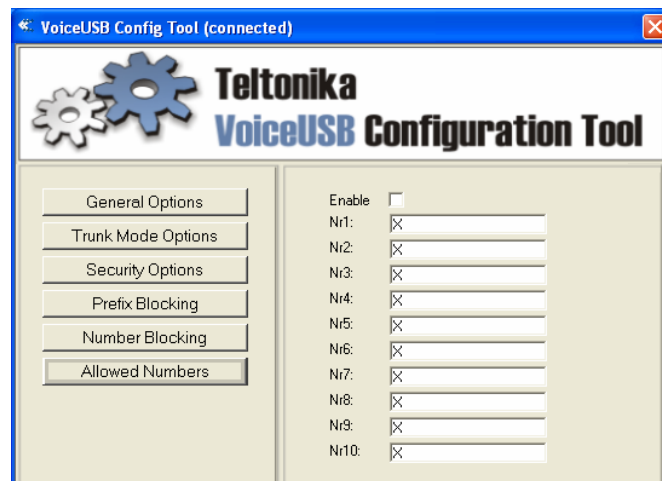 VoiceUSB Config Tool (connected)
Teltonika
VoiceUSB Configuration Tool
General Options
Trunk Mode Options
Security Options
Prefix Blocking
Number Blocking
Allowed Numbers
Enable
Nr1: X
Nr2: X
Nr3: X
Nr4: X
Nr5: X
Nr6: X
Nr7: X
Nr8: X
Nr9: X
Nr10: X